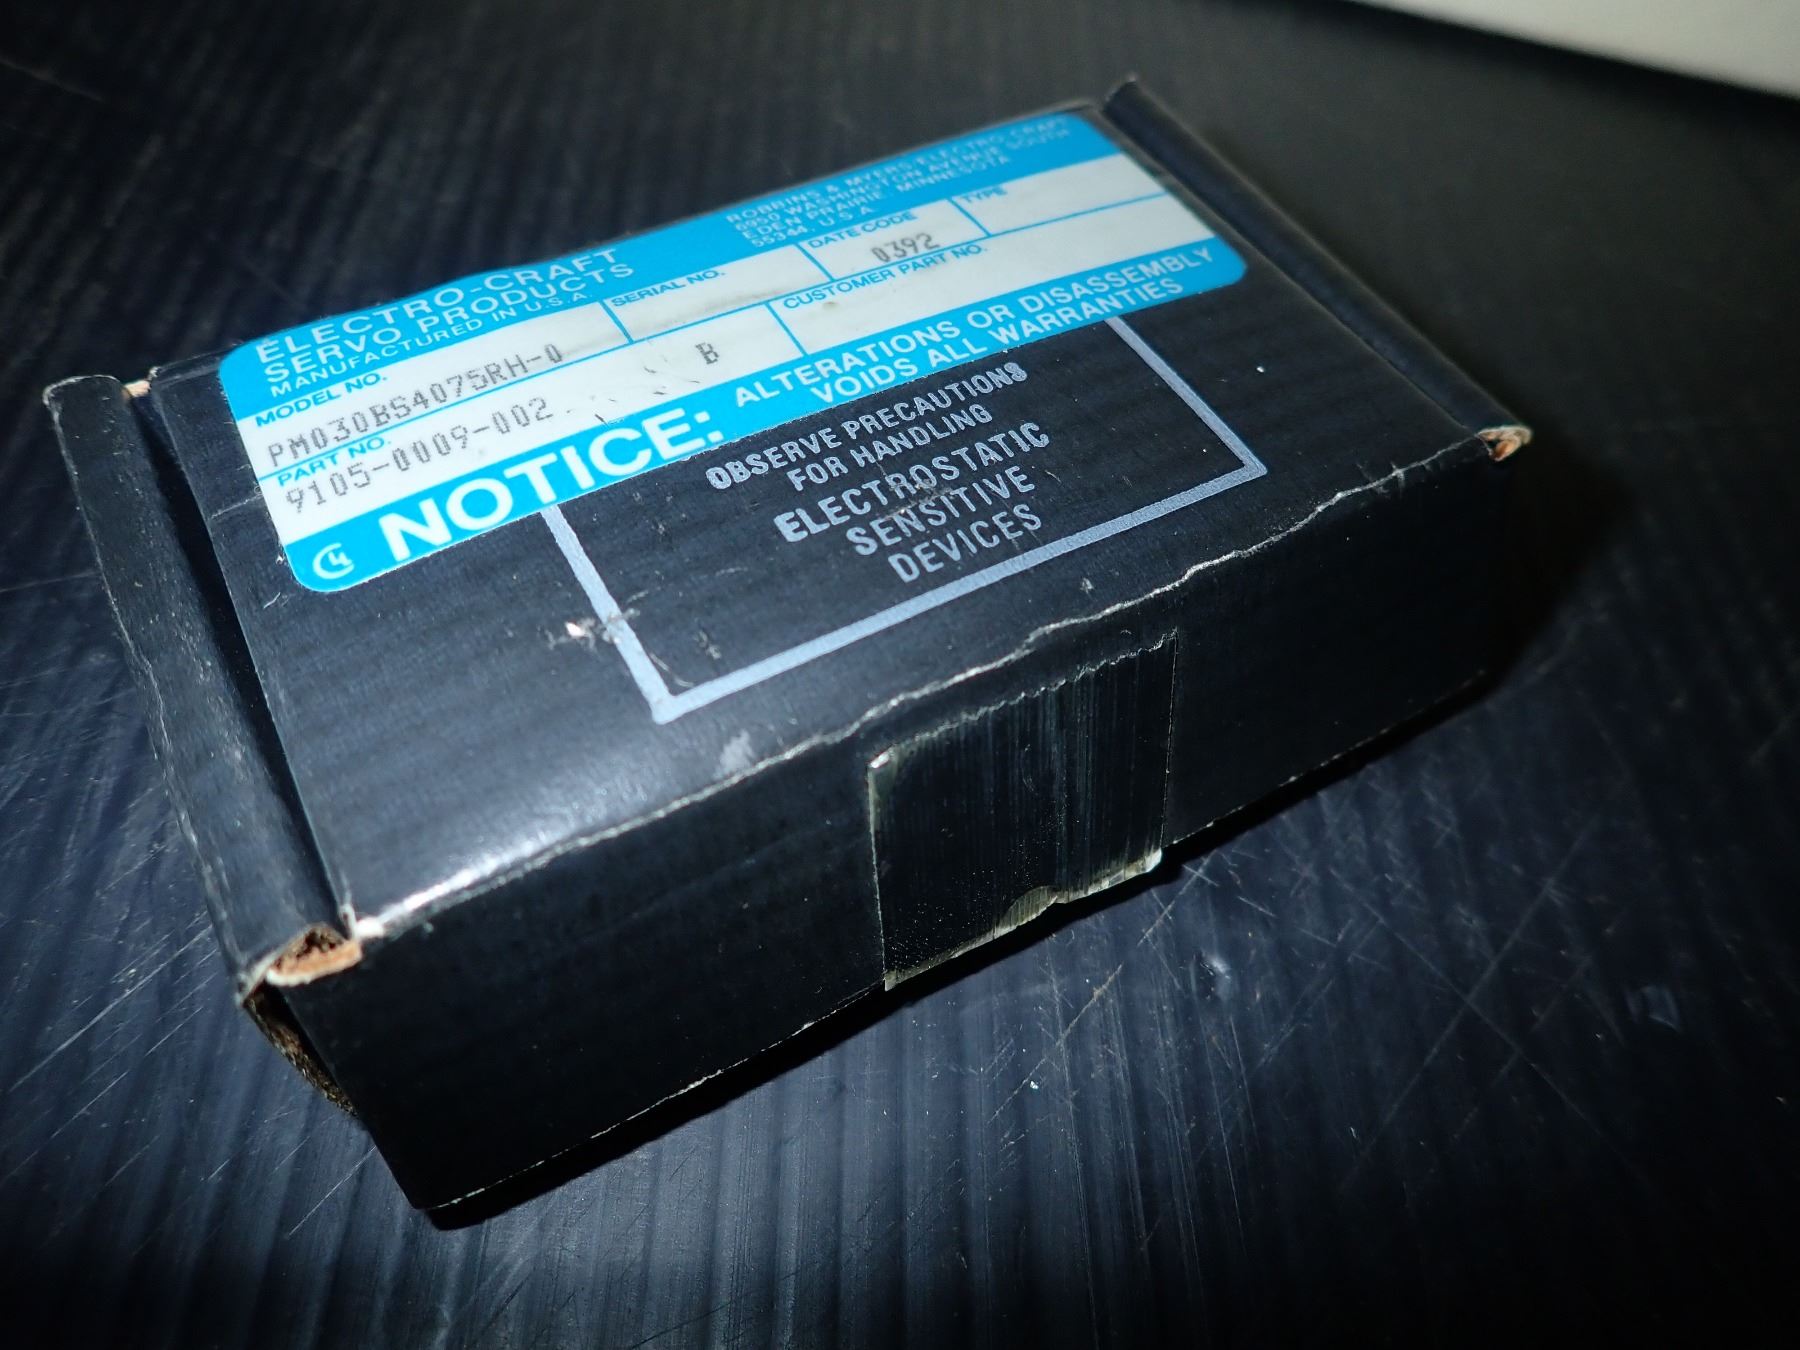 ELECTRO-CRAFT
SERVO PRODUCTS
MANUFACTURED IN U.S.A.
ROBBINS & MYERS/ELECTRO-CRAFT
6950 WASHINGTON AVENUE SOUTH
EDEN PRAIRIE, MINNESOTA
55344, U.S.A.
MODEL NO.
SERIAL NO.
DATE CODE
TYPE
PM030BS4075RH-0
0392
PART NO.
CUSTOMER PART NO.
9105-0009-002
B
NOTICE:
ALTERATIONS OR DISASSEMBLY
VOIDS ALL WARRANTIES
OBSERVE PRECAUTIONS
FOR HANDLING
ELECTROSTATIC
SENSITIVE
DEVICES